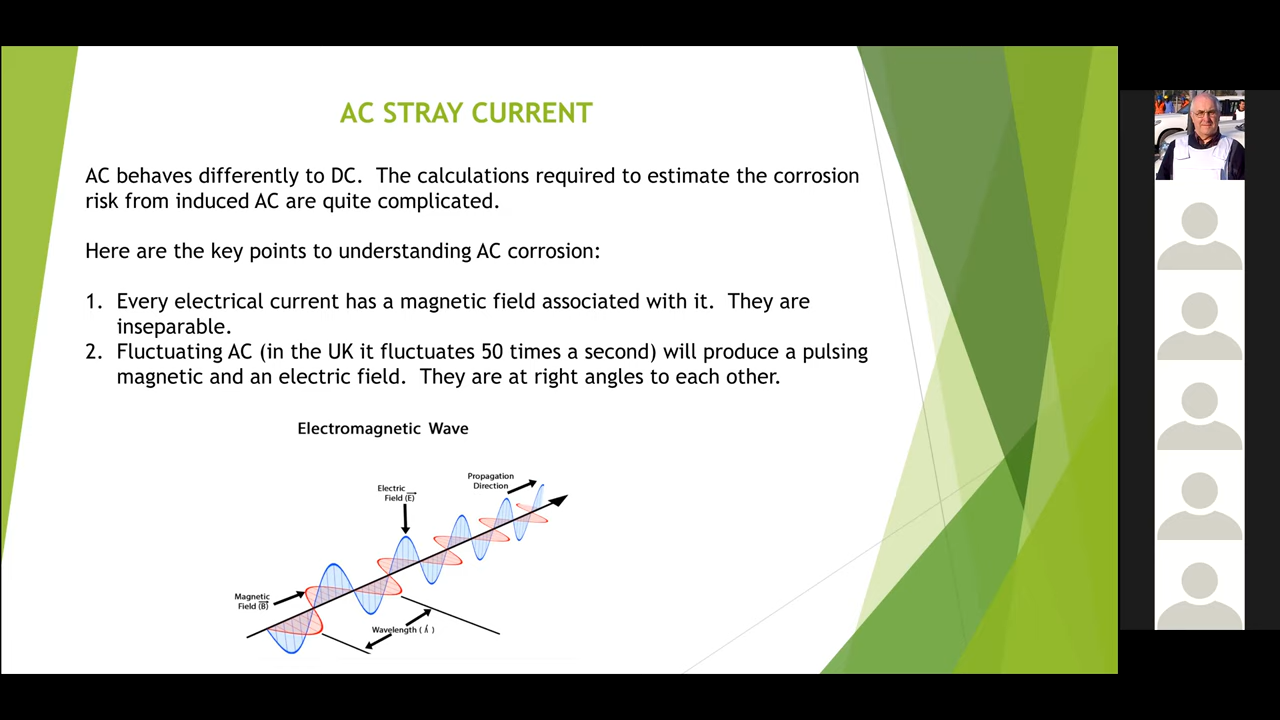 AC STRAY CURRENT
AC behaves differently to DC.  The calculations required to estimate the corrosion
risk from induced AC are quite complicated.
Here are the key points to understanding AC corrosion:
1. Every electrical current has a magnetic field associated with it.  They are
inseparable.
2. Fluctuating AC (in the UK it fluctuates 50 times a second) will produce a pulsing
magnetic and an electric field.  They are at right angles to each other.
Electromagnetic Wave
Propagation
Direction
Electric
Field (E)
Magnetic
Field (B)
Wavelength (λ)